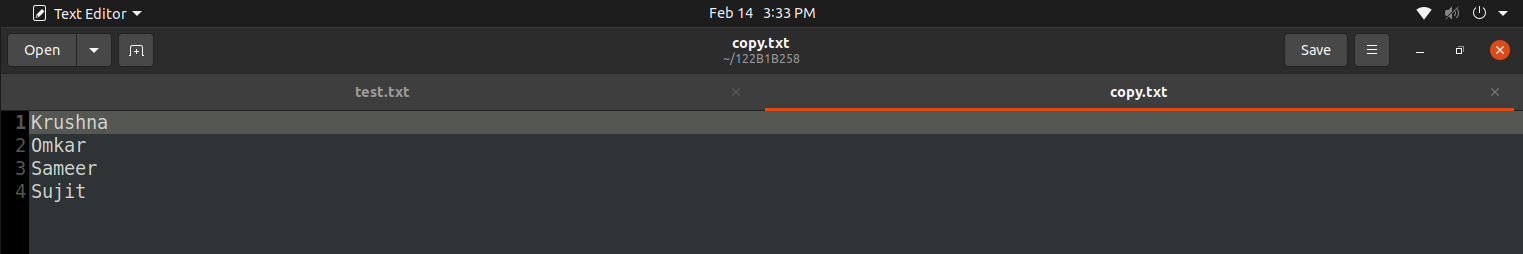 Text Editor
Feb 14 3:33 PM
Open
copy.txt
~/122B1B258
Save
test.txt
copy.txt
1 Krushna
2 Omkar
3 Sameer
4 Sujit